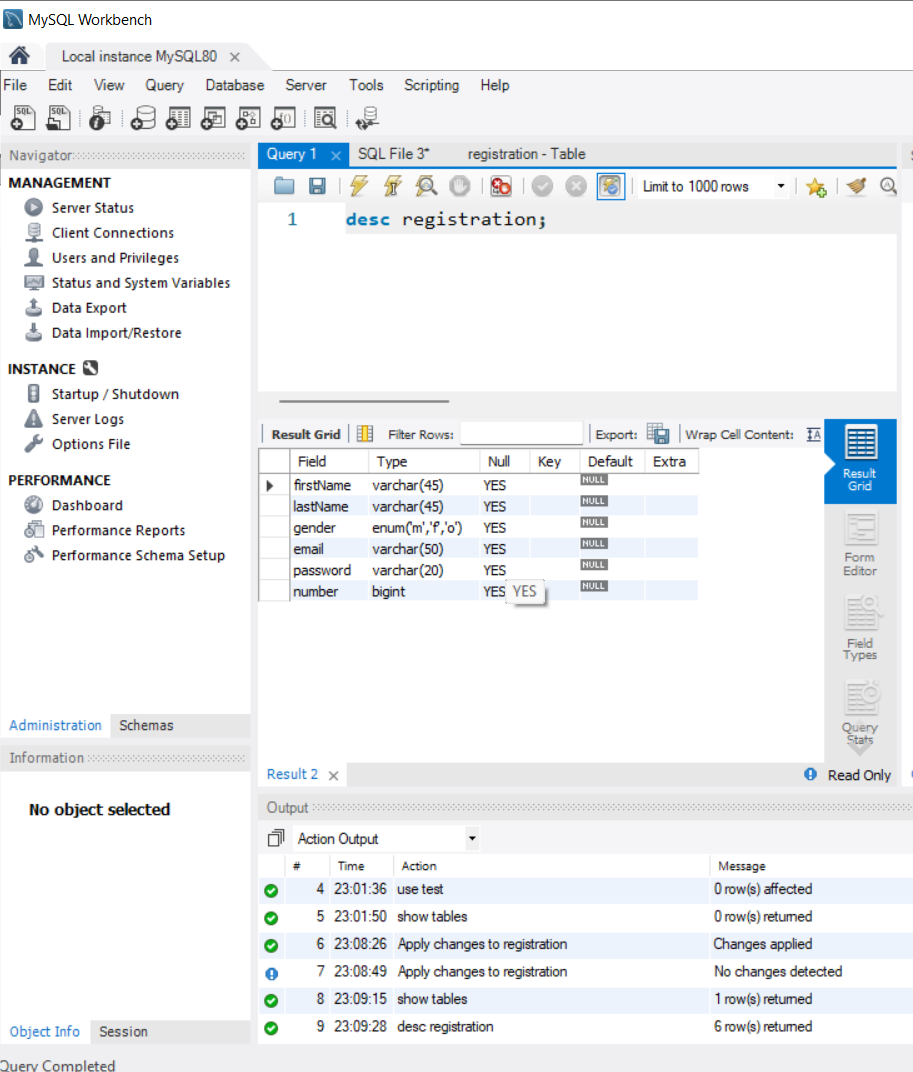 MySQL Workbench
Local instance MySQL80
File Edit View Query Database Server Tools Scripting Help
Navigator
MANAGEMENT
Server Status
Client Connections
Users and Privileges
Status and System Variables
Data Export
Data Import/Restore
INSTANCE
Startup / Shutdown
Server Logs
Options File
PERFORMANCE
Dashboard
Performance Reports
Performance Schema Setup
Administration Schemas
Information
No object selected
Object Info Session
Query 1 SQL File 3* registration - Table
Limit to 1000 rows
1 desc registration;
Result Grid Filter Rows: Export: Wrap Cell Content:
Field Type Null Key Default Extra
firstName varchar(45) YES NULL
lastName varchar(45) YES NULL
gender enum('m','f','o') YES NULL
email varchar(50) YES NULL
password varchar(20) YES NULL
number bigint YES NULL
YES
Result
Grid
Form
Editor
Field
Types
Query
Stats
Result 2 Read Only
Output
Action Output
# Time Action Message
4 23:01:36 use test 0 row(s) affected
5 23:01:50 show tables 0 row(s) returned
6 23:08:26 Apply changes to registration Changes applied
7 23:08:49 Apply changes to registration No changes detected
8 23:09:15 show tables 1 row(s) returned
9 23:09:28 desc registration 6 row(s) returned
Query Completed